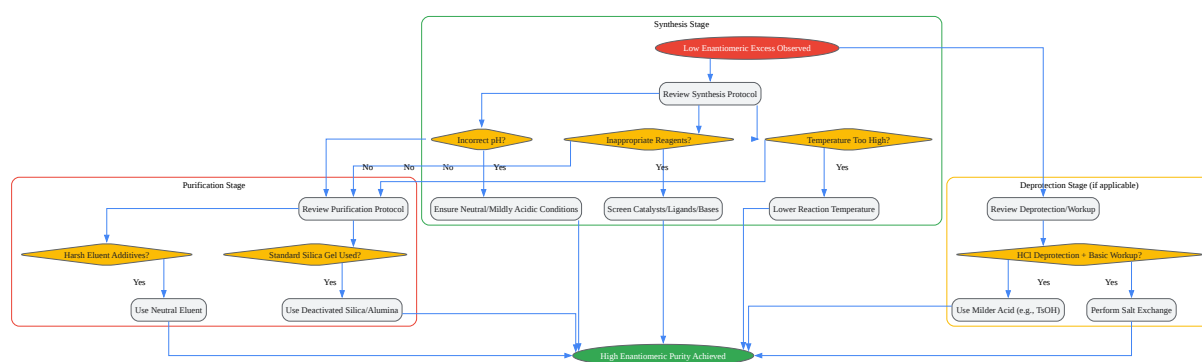 Synthesis Stage
Low Enantiomeric Excess Observed
Review Synthesis Protocol
Incorrect pH?
Inappropriate Reagents?
Temperature Too High?
No
No
No
Yes
Yes
Yes
Purification Stage
Deprotection Stage (if applicable)
Review Purification Protocol
Ensure Neutral/Mildly Acidic Conditions
Screen Catalysts/Ligands/Bases
Lower Reaction Temperature
Review Deprotection/Workup
Harsh Eluent Additives?
Standard Silica Gel Used?
HCl Deprotection + Basic Workup?
Yes
Yes
Yes
Yes
Use Neutral Eluent
Use Deactivated Silica/Alumina
Use Milder Acid (e.g., TsOH)
Perform Salt Exchange
High Enantiomeric Purity Achieved